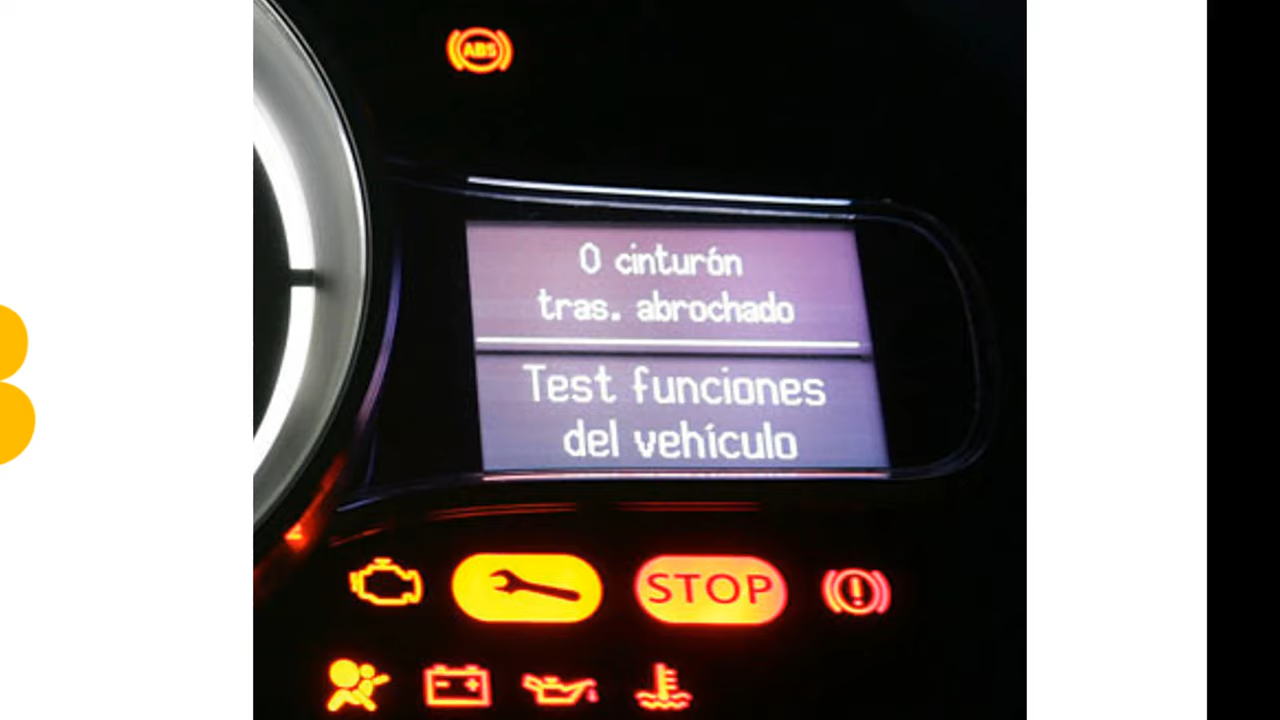 ABS
0 cinturón
tras. abrochado
Test funciones
del vehículo
STOP